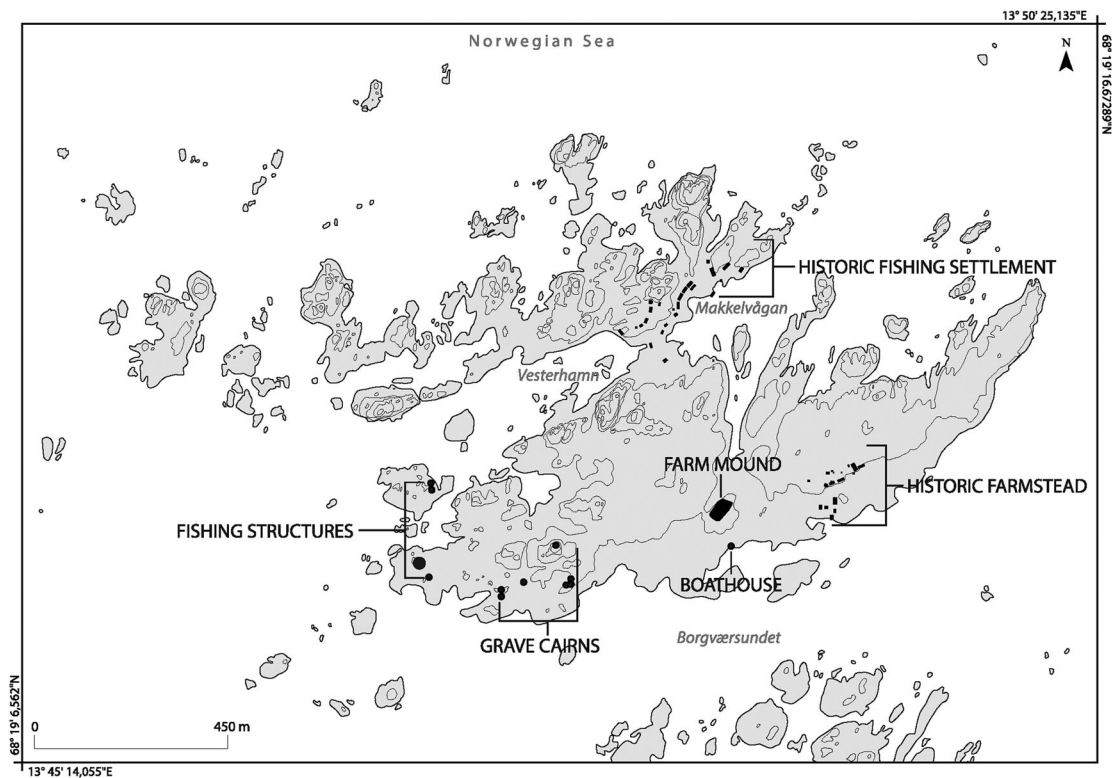 13° 50' 25,135"E
Norwegian Sea
N
68° 19' 16.67289"N
HISTORIC FISHING SETTLEMENT
Makkelvågan
Vesterhamn
FARM MOUND
HISTORIC FARMSTEAD
FISHING STRUCTURES
BOATHOUSE
GRAVE CAIRNS
Borgværsundet
68° 19' 6,562"N
0 450 m
13° 45' 14,055"E